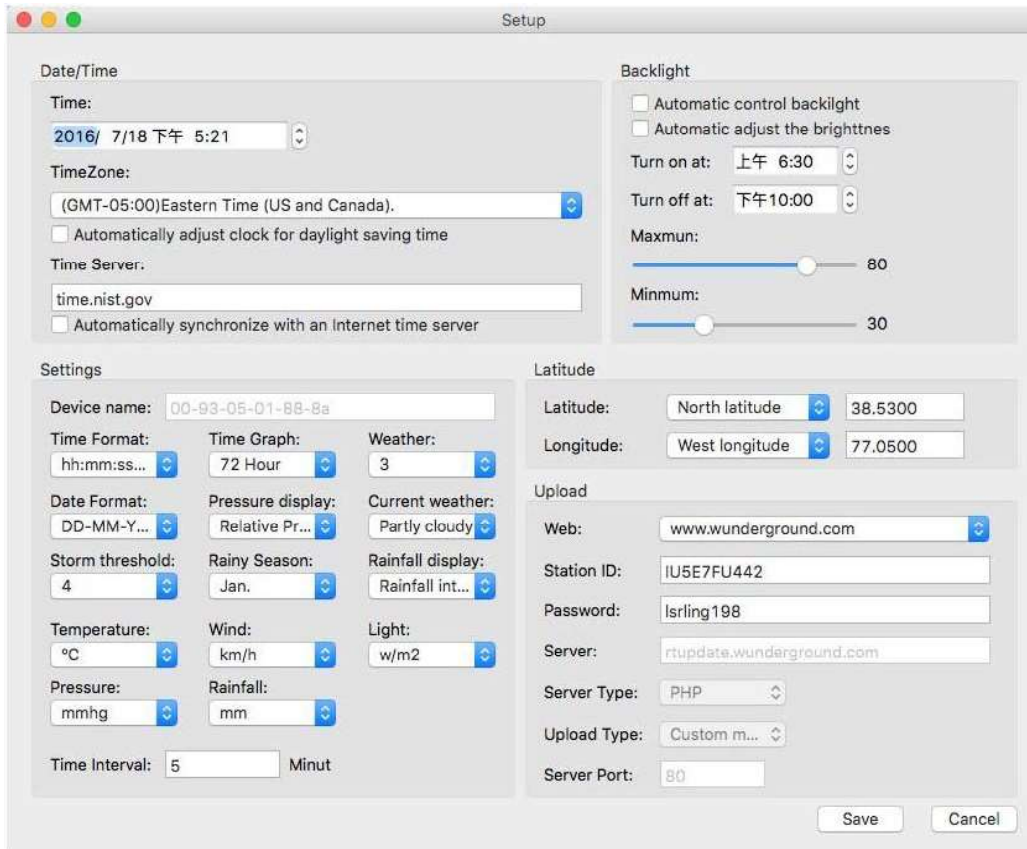 Setup
Date/Time
Time:
2016/ 7/18 下午 5:21
TimeZone:
(GMT-05:00)Eastern Time (US and Canada).
Automatically adjust clock for daylight saving time
Time Server:
time.nist.gov
Automatically synchronize with an Internet time server
Backlight
Automatic control backilght
Automatic adjust the brighttnes
Turn on at: 上午 6:30
Turn off at: 下午10:00
Maxmun:
80
Minmum:
30
Settings
Device name: 00-93-05-01-88-8a
Time Format: Time Graph: Weather:
hh:mm:ss... 72 Hour 3
Date Format: Pressure display: Current weather:
DD-MM-Y... Relative Pr... Partly cloudy
Storm threshold: Rainy Season: Rainfall display:
4 Jan. Rainfall int...
Temperature: Wind: Light:
°C km/h w/m2
Pressure: Rainfall:
mmhg mm
Time Interval: 5 Minut
Latitude
Latitude: North latitude 38.5300
Longitude: West longitude 77.0500
Upload
Web: www.wunderground.com
Station ID: IU5E7FU442
Password: lsrling198
Server: rtupdate.wunderground.com
Server Type: PHP
Upload Type: Custom m...
Server Port: 80
Save Cancel